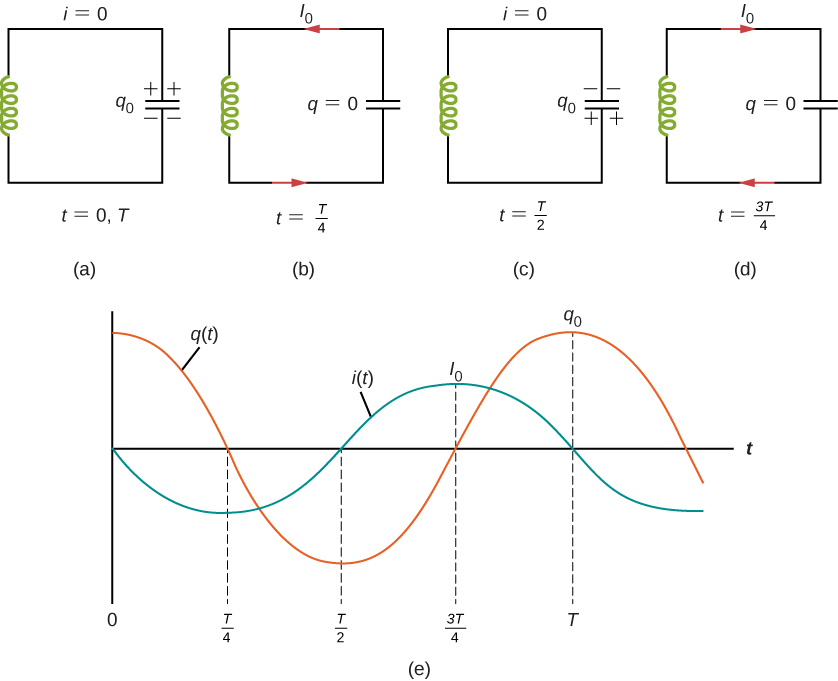 i = 0
I₀
i = 0
I₀
+ +
q₀
− −
q = 0
− −
q₀
+ +
q = 0
t = 0, T
t = T/4
t = T/2
t = 3T/4
(a)
(b)
(c)
(d)
q(t)
q₀
i(t)
I₀
t
0
T/4
T/2
3T/4
T
(e)